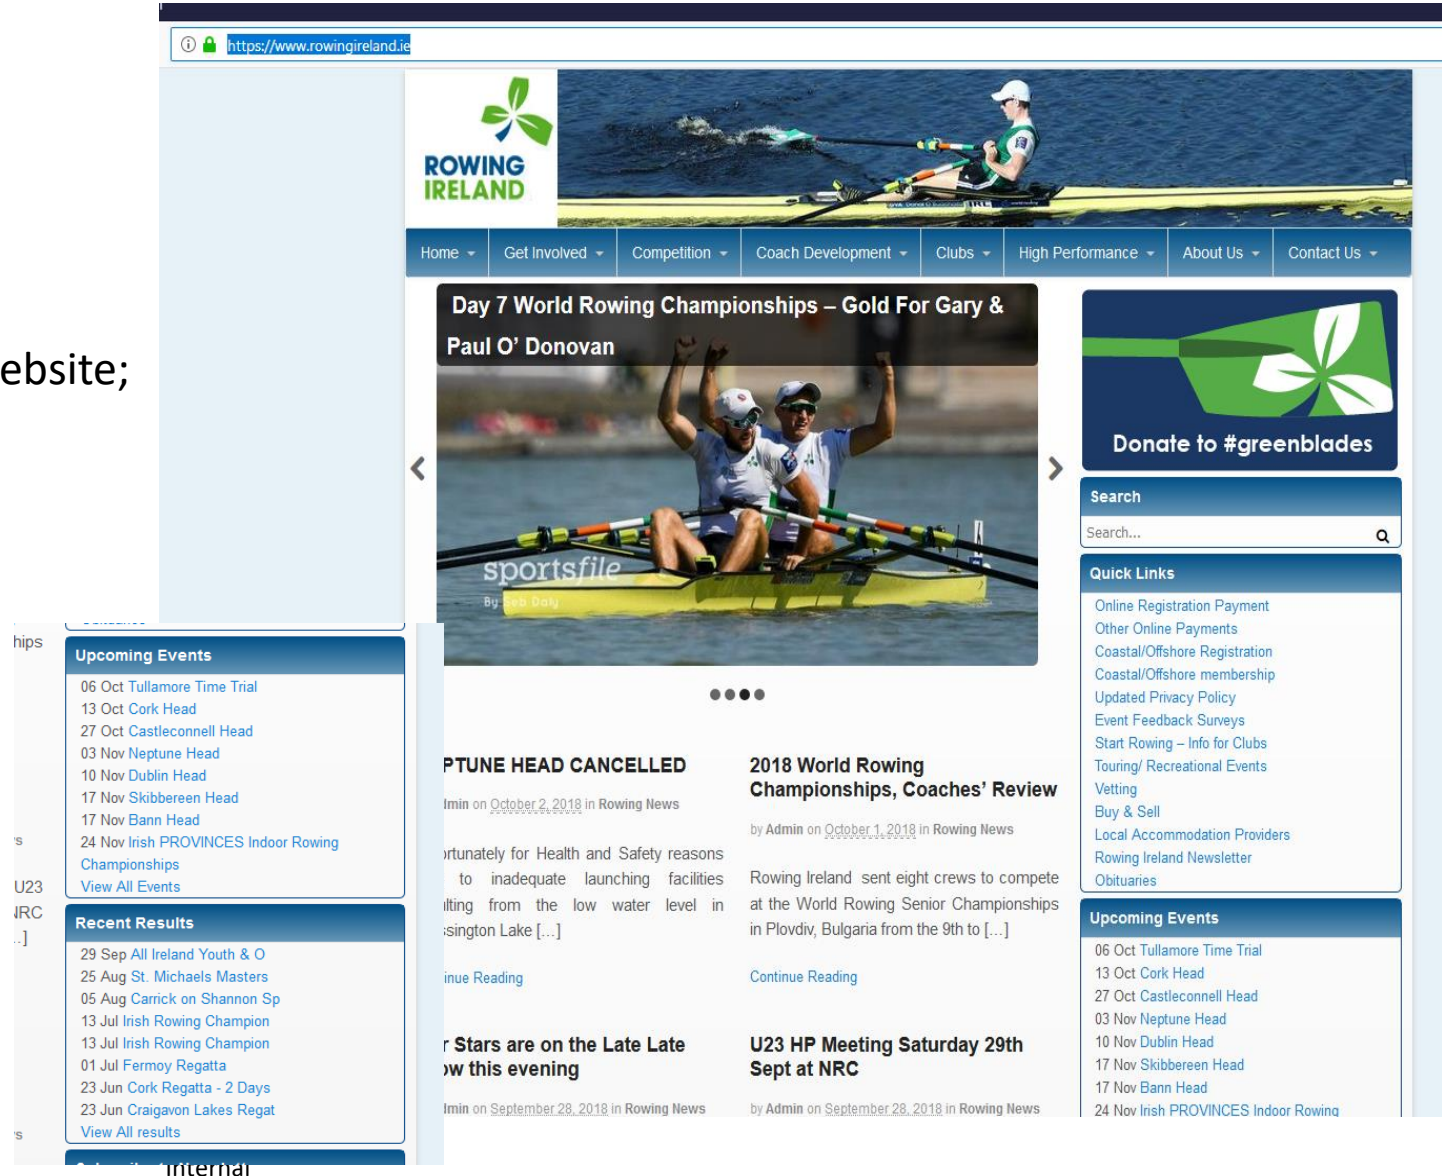 https://www.rowingireland.ie
ROWING
IRELAND
Home
Get Involved
Competition
Coach Development
Clubs
High Performance
About Us
Contact Us
Day 7 World Rowing Championships – Gold For Gary &
Paul O' Donovan
sportsfile
By Seb Daly
Donate to #greenblades
Search
Search...
Quick Links
Online Registration Payment
Other Online Payments
Coastal/Offshore Registration
Coastal/Offshore membership
Updated Privacy Policy
Event Feedback Surveys
Start Rowing – Info for Clubs
Touring/ Recreational Events
Vetting
Buy & Sell
Local Accommodation Providers
Rowing Ireland Newsletter
Obituaries
Upcoming Events
06 Oct Tullamore Time Trial
13 Oct Cork Head
27 Oct Castleconnell Head
03 Nov Neptune Head
10 Nov Dublin Head
17 Nov Skibbereen Head
17 Nov Bann Head
24 Nov Irish PROVINCES Indoor Rowing
PTUNE HEAD CANCELLED
dmin on October 2, 2018 in Rowing News
ortunately for Health and Safety reasons
to inadequate launching facilities
ulting from the low water level in
ssington Lake [...]
inue Reading
2018 World Rowing
Championships, Coaches' Review
by Admin on October 1, 2018 in Rowing News
Rowing Ireland sent eight crews to compete
at the World Rowing Senior Championships
in Plovdiv, Bulgaria from the 9th to [...]
Continue Reading
r Stars are on the Late Late
ow this evening
dmin on September 28, 2018 in Rowing News
U23 HP Meeting Saturday 29th
Sept at NRC
by Admin on September 28, 2018 in Rowing News
ebsite;
hips
U23
NRC
..]
Upcoming Events
06 Oct Tullamore Time Trial
13 Oct Cork Head
27 Oct Castleconnell Head
03 Nov Neptune Head
10 Nov Dublin Head
17 Nov Skibbereen Head
17 Nov Bann Head
24 Nov Irish PROVINCES Indoor Rowing
Championships
View All Events
Recent Results
29 Sep All Ireland Youth & O
25 Aug St. Michaels Masters
05 Aug Carrick on Shannon Sp
13 Jul Irish Rowing Champion
13 Jul Irish Rowing Champion
01 Jul Fermoy Regatta
23 Jun Cork Regatta - 2 Days
23 Jun Craigavon Lakes Regat
View All results
Internal